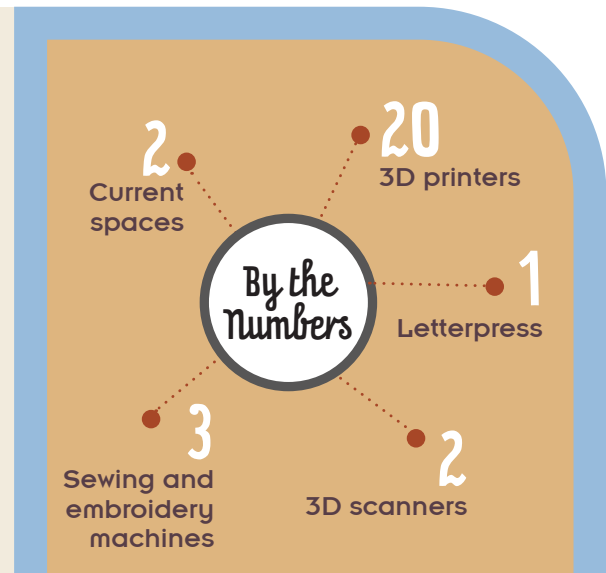 By the
Numbers
2
Current
spaces
20
3D printers
1
Letterpress
2
3D scanners
3
Sewing and
embroidery
machines